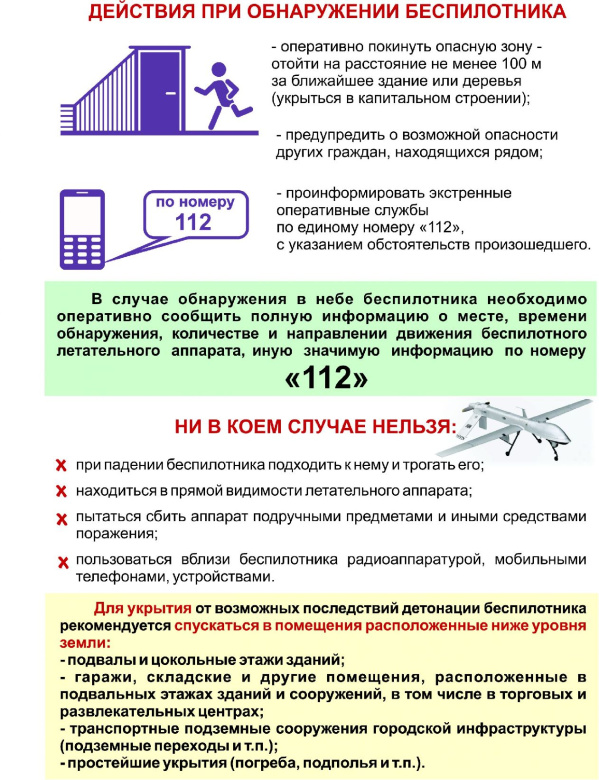 ДЕЙСТВИЯ ПРИ ОБНАРУЖЕНИИ БЕСПИЛОТНИКА
- оперативно покинуть опасную зону -
отойти на расстояние не менее 100 м
за ближайшее здание или деревья
(укрыться в капитальном строении);
- предупредить о возможной опасности
других граждан, находящихся рядом;
по номеру
112
- проинформировать экстренные
оперативные службы
по единому номеру «112»,
с указанием обстоятельств произошедшего.
В случае обнаружения в небе беспилотника необходимо
оперативно сообщить полную информацию о месте, времени
обнаружения, количестве и направлении движения беспилотного
летательного аппарата, иную значимую информацию по номеру
«112»
НИ В КОЕМ СЛУЧАЕ НЕЛЬЗЯ:
при падении беспилотника подходить к нему и трогать его;
находиться в прямой видимости летательного аппарата;
пытаться сбить аппарат подручными предметами и иными средствами
поражения;
пользоваться вблизи беспилотника радиоаппаратурой, мобильными
телефонами, устройствами.
Для укрытия от возможных последствий детонации беспилотника
рекомендуется спускаться в помещения расположенные ниже уровня
земли:
- подвалы и цокольные этажи зданий;
- гаражи, складские и другие помещения, расположенные в
подвальных этажах зданий и сооружений, в том числе в торговых и
развлекательных центрах;
- транспортные подземные сооружения городской инфраструктуры
(подземные переходы и т.п.);
- простейшие укрытия (погреба, подполья и т.п.).